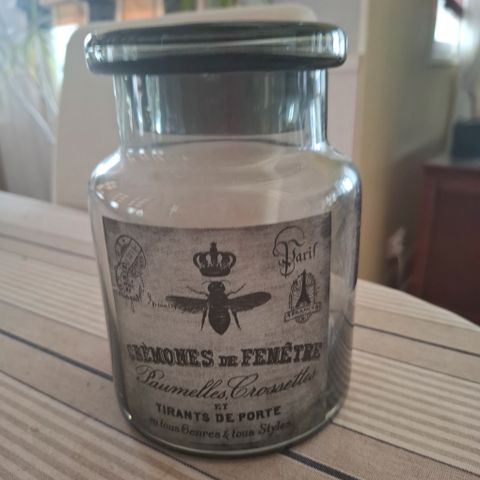 Paris
CRÉMONES DE FENÊTRE
Paumelles, Crossettes
ET
TIRANTS DE PORTE
en tous Genres & tous Styles